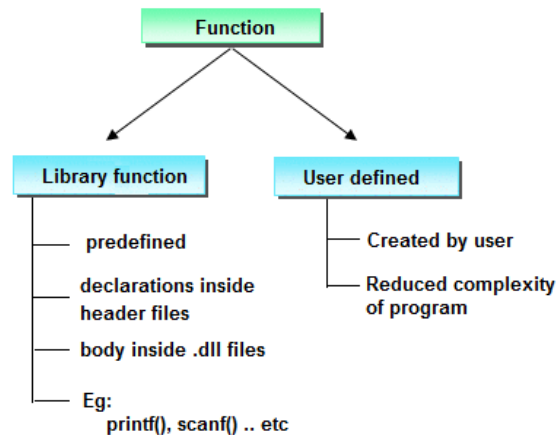 Function
Library function
predefined
declarations inside
header files
body inside .dll files
Eg:
printf(), scanf() .. etc
User defined
Created by user
Reduced complexity
of program